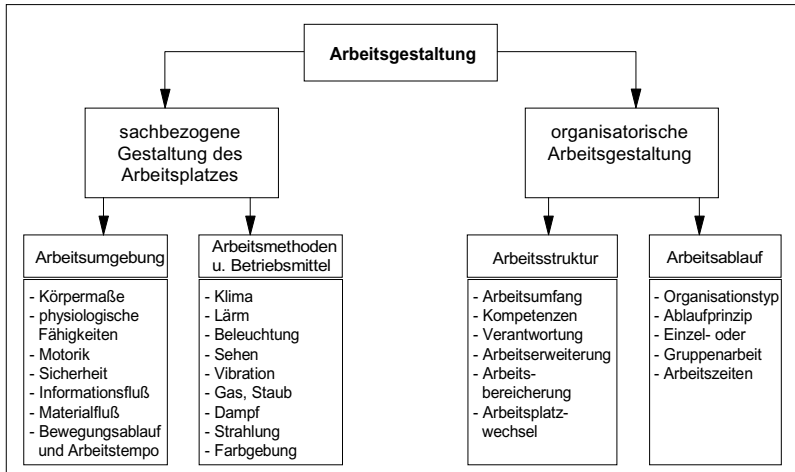 Arbeitsgestaltung
sachbezogene
Gestaltung des
Arbeitsplatzes
organisatorische
Arbeitsgestaltung
Arbeitsumgebung
- Körpermaße
- physiologische
Fähigkeiten
- Motorik
- Sicherheit
- Informationsfluß
- Materialfluß
- Bewegungsablauf
und Arbeitstempo
Arbeitsmethoden
u. Betriebsmittel
- Klima
- Lärm
- Beleuchtung
- Sehen
- Vibration
- Gas, Staub
- Dampf
- Strahlung
- Farbgebung
Arbeitsstruktur
- Arbeitsumfang
- Kompetenzen
- Verantwortung
- Arbeitserweiterung
- Arbeits-
bereicherung
- Arbeitsplatz-
wechsel
Arbeitsablauf
- Organisationstyp
- Ablaufprinzip
- Einzel- oder
- Gruppenarbeit
- Arbeitszeiten